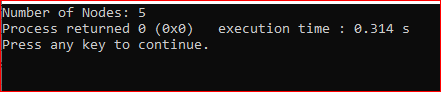 Number of Nodes: 5
Process returned 0 (0x0)   execution time : 0.314 s
Press any key to continue.